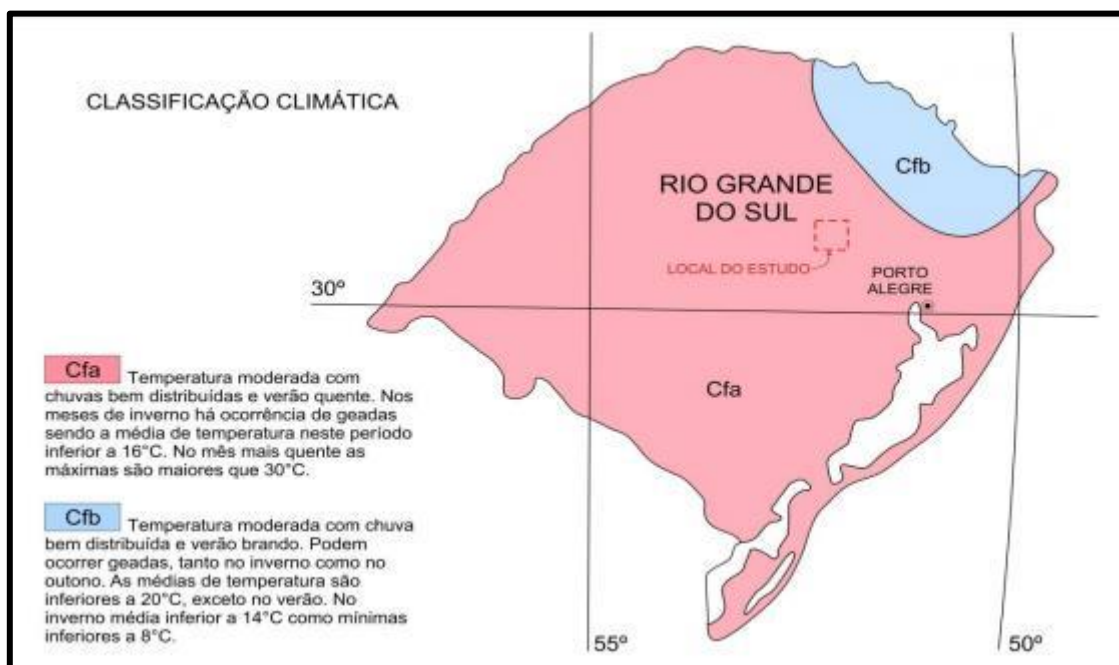 CLASSIFICAÇÃO CLIMÁTICA
Cfb
RIO GRANDE
DO SUL
LOCAL DO ESTUDO
PORTO
ALEGRE
30º
Cfa
Cfa Temperatura moderada com
chuvas bem distribuídas e verão quente. Nos
meses de inverno há ocorrência de geadas
sendo a média de temperatura neste período
inferior a 16°C. No mês mais quente as
máximas são maiores que 30°C.
Cfb Temperatura moderada com chuva
bem distribuída e verão brando. Podem
ocorrer geadas, tanto no inverno como no
outono. As médias de temperatura são
inferiores a 20°C, exceto no verão. No
inverno média inferior a 14°C como mínimas
inferiores a 8°C.
55º
50º